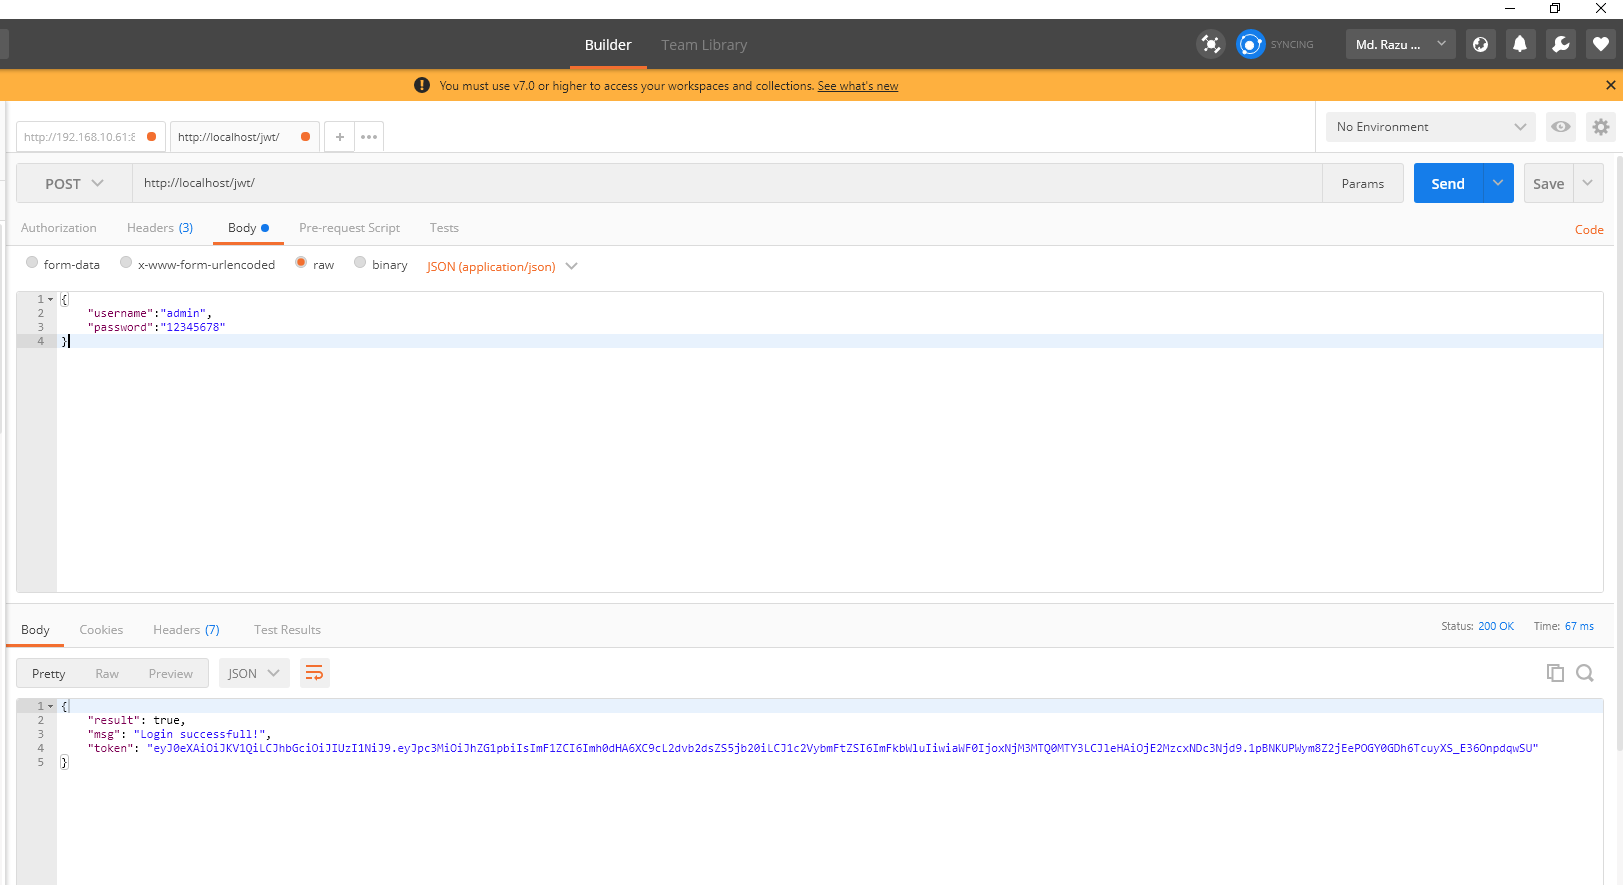 Builder Team Library SYNCING Md. Razu ...
You must use v7.0 or higher to access your workspaces and collections. See what's new
http://192.168.10.61:8 http://localhost/jwt/ + ••• No Environment
POST http://localhost/jwt/ Params Send Save
Authorization Headers (3) Body Pre-request Script Tests Code
form-data x-www-form-urlencoded raw binary JSON (application/json)
1 {
2 "username":"admin",
3 "password":"12345678"
4 }
Body Cookies Headers (7) Test Results Status: 200 OK Time: 67 ms
Pretty Raw Preview JSON
1 {
2 "result": true,
3 "msg": "Login successfull!",
4 "token": "eyJ0eXAiOiJKV1QiLCJhbGciOiJIUzI1NiJ9.eyJpc3MiOiJhZG1pbiIsImF1ZCI6Imh0dHA6XC9cL2dvb2dsZS5jb20iLCJ1c2VybmFtZSI6ImFkbWluIiwiaWF0IjoxNjM3MTQ0MTY3LCJleHAiOjE2MzcxNDc3Njd9.1pBNKUPWym8Z2jEePOGY0GDh6TcuyXS_E36OnpdqwSU"
5 }